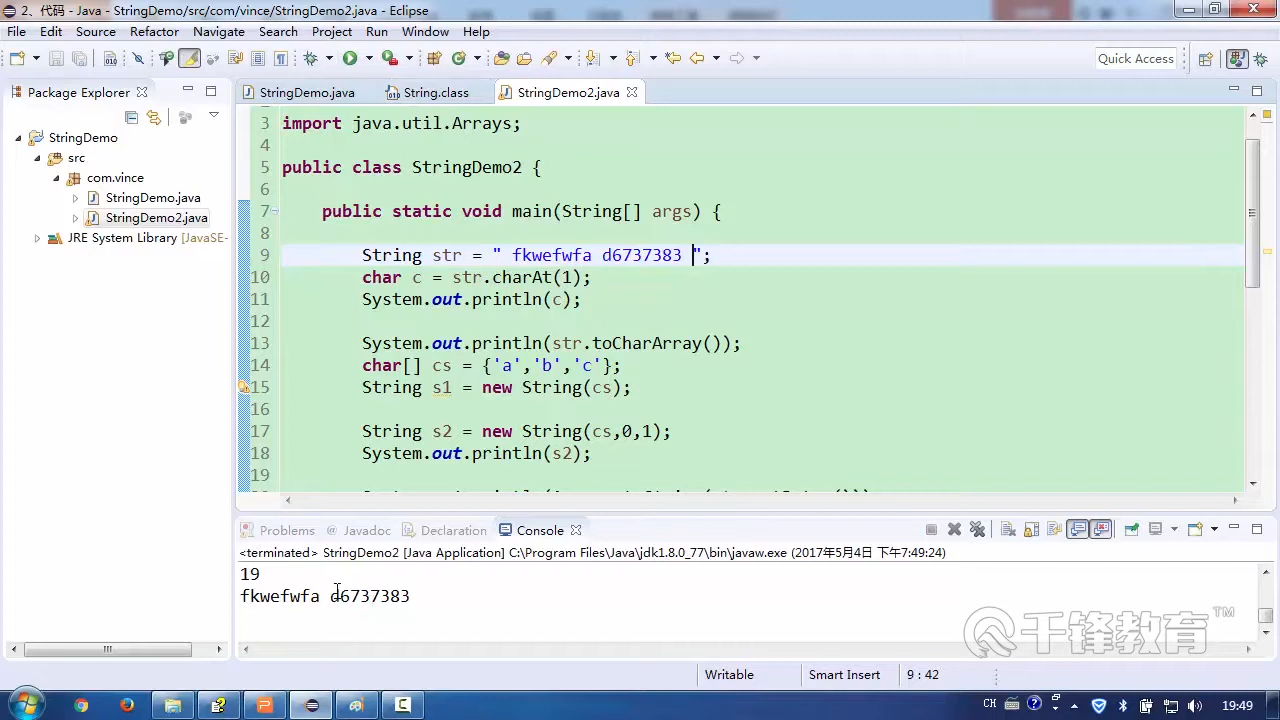 2、代码 - Java - StringDemo/src/com/vince/StringDemo2.java - Eclipse
File Edit Source Refactor Navigate Search Project Run Window Help
Quick Access
Package Explorer
StringDemo.java String.class StringDemo2.java
StringDemo
src
com.vince
StringDemo.java
StringDemo2.java
JRE System Library [JavaSE-
3 import java.util.Arrays;
4
5 public class StringDemo2 {
6
7 public static void main(String[] args) {
8
9 String str = " fkwefwfa d6737383 ";
10 char c = str.charAt(1);
11 System.out.println(c);
12
13 System.out.println(str.toCharArray());
14 char[] cs = {'a','b','c'};
15 String s1 = new String(cs);
16
17 String s2 = new String(cs,0,1);
18 System.out.println(s2);
19
Problems @ Javadoc Declaration Console
<terminated> StringDemo2 [Java Application] C:\Program Files\Java\jdk1.8.0_77\bin\javaw.exe (2017年5月4日 下午7:49:24)
19
fkwefwfa d6737383
千锋教育™
Writable Smart Insert 9 : 42
CH 19:49